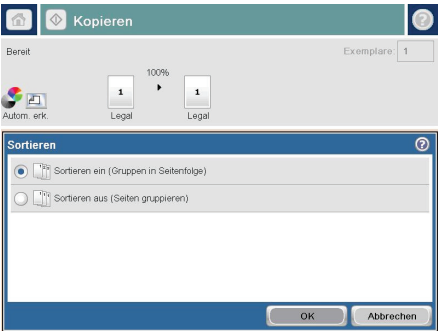 Kopieren
Bereit
Exemplare: 1
100%
1 1
Autom. erk. Legal Legal
Sortieren
Sortieren ein (Gruppen in Seitenfolge)
Sortieren aus (Seiten gruppieren)
OK Abbrechen